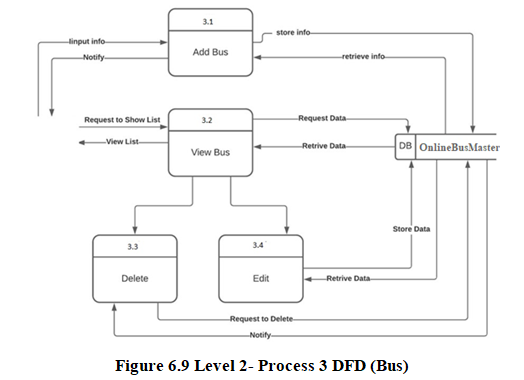 3.1
Iinput info
store info
Add Bus
Notify
retrieve info
Request to Show List
3.2
Request Data
View List
View Bus
Retrive Data
DB
OnlineBusMaster
Store Data
3.3
3.4
Delete
Edit
Retrive Data
Request to Delete
Notify
Figure 6.9 Level 2- Process 3 DFD (Bus)